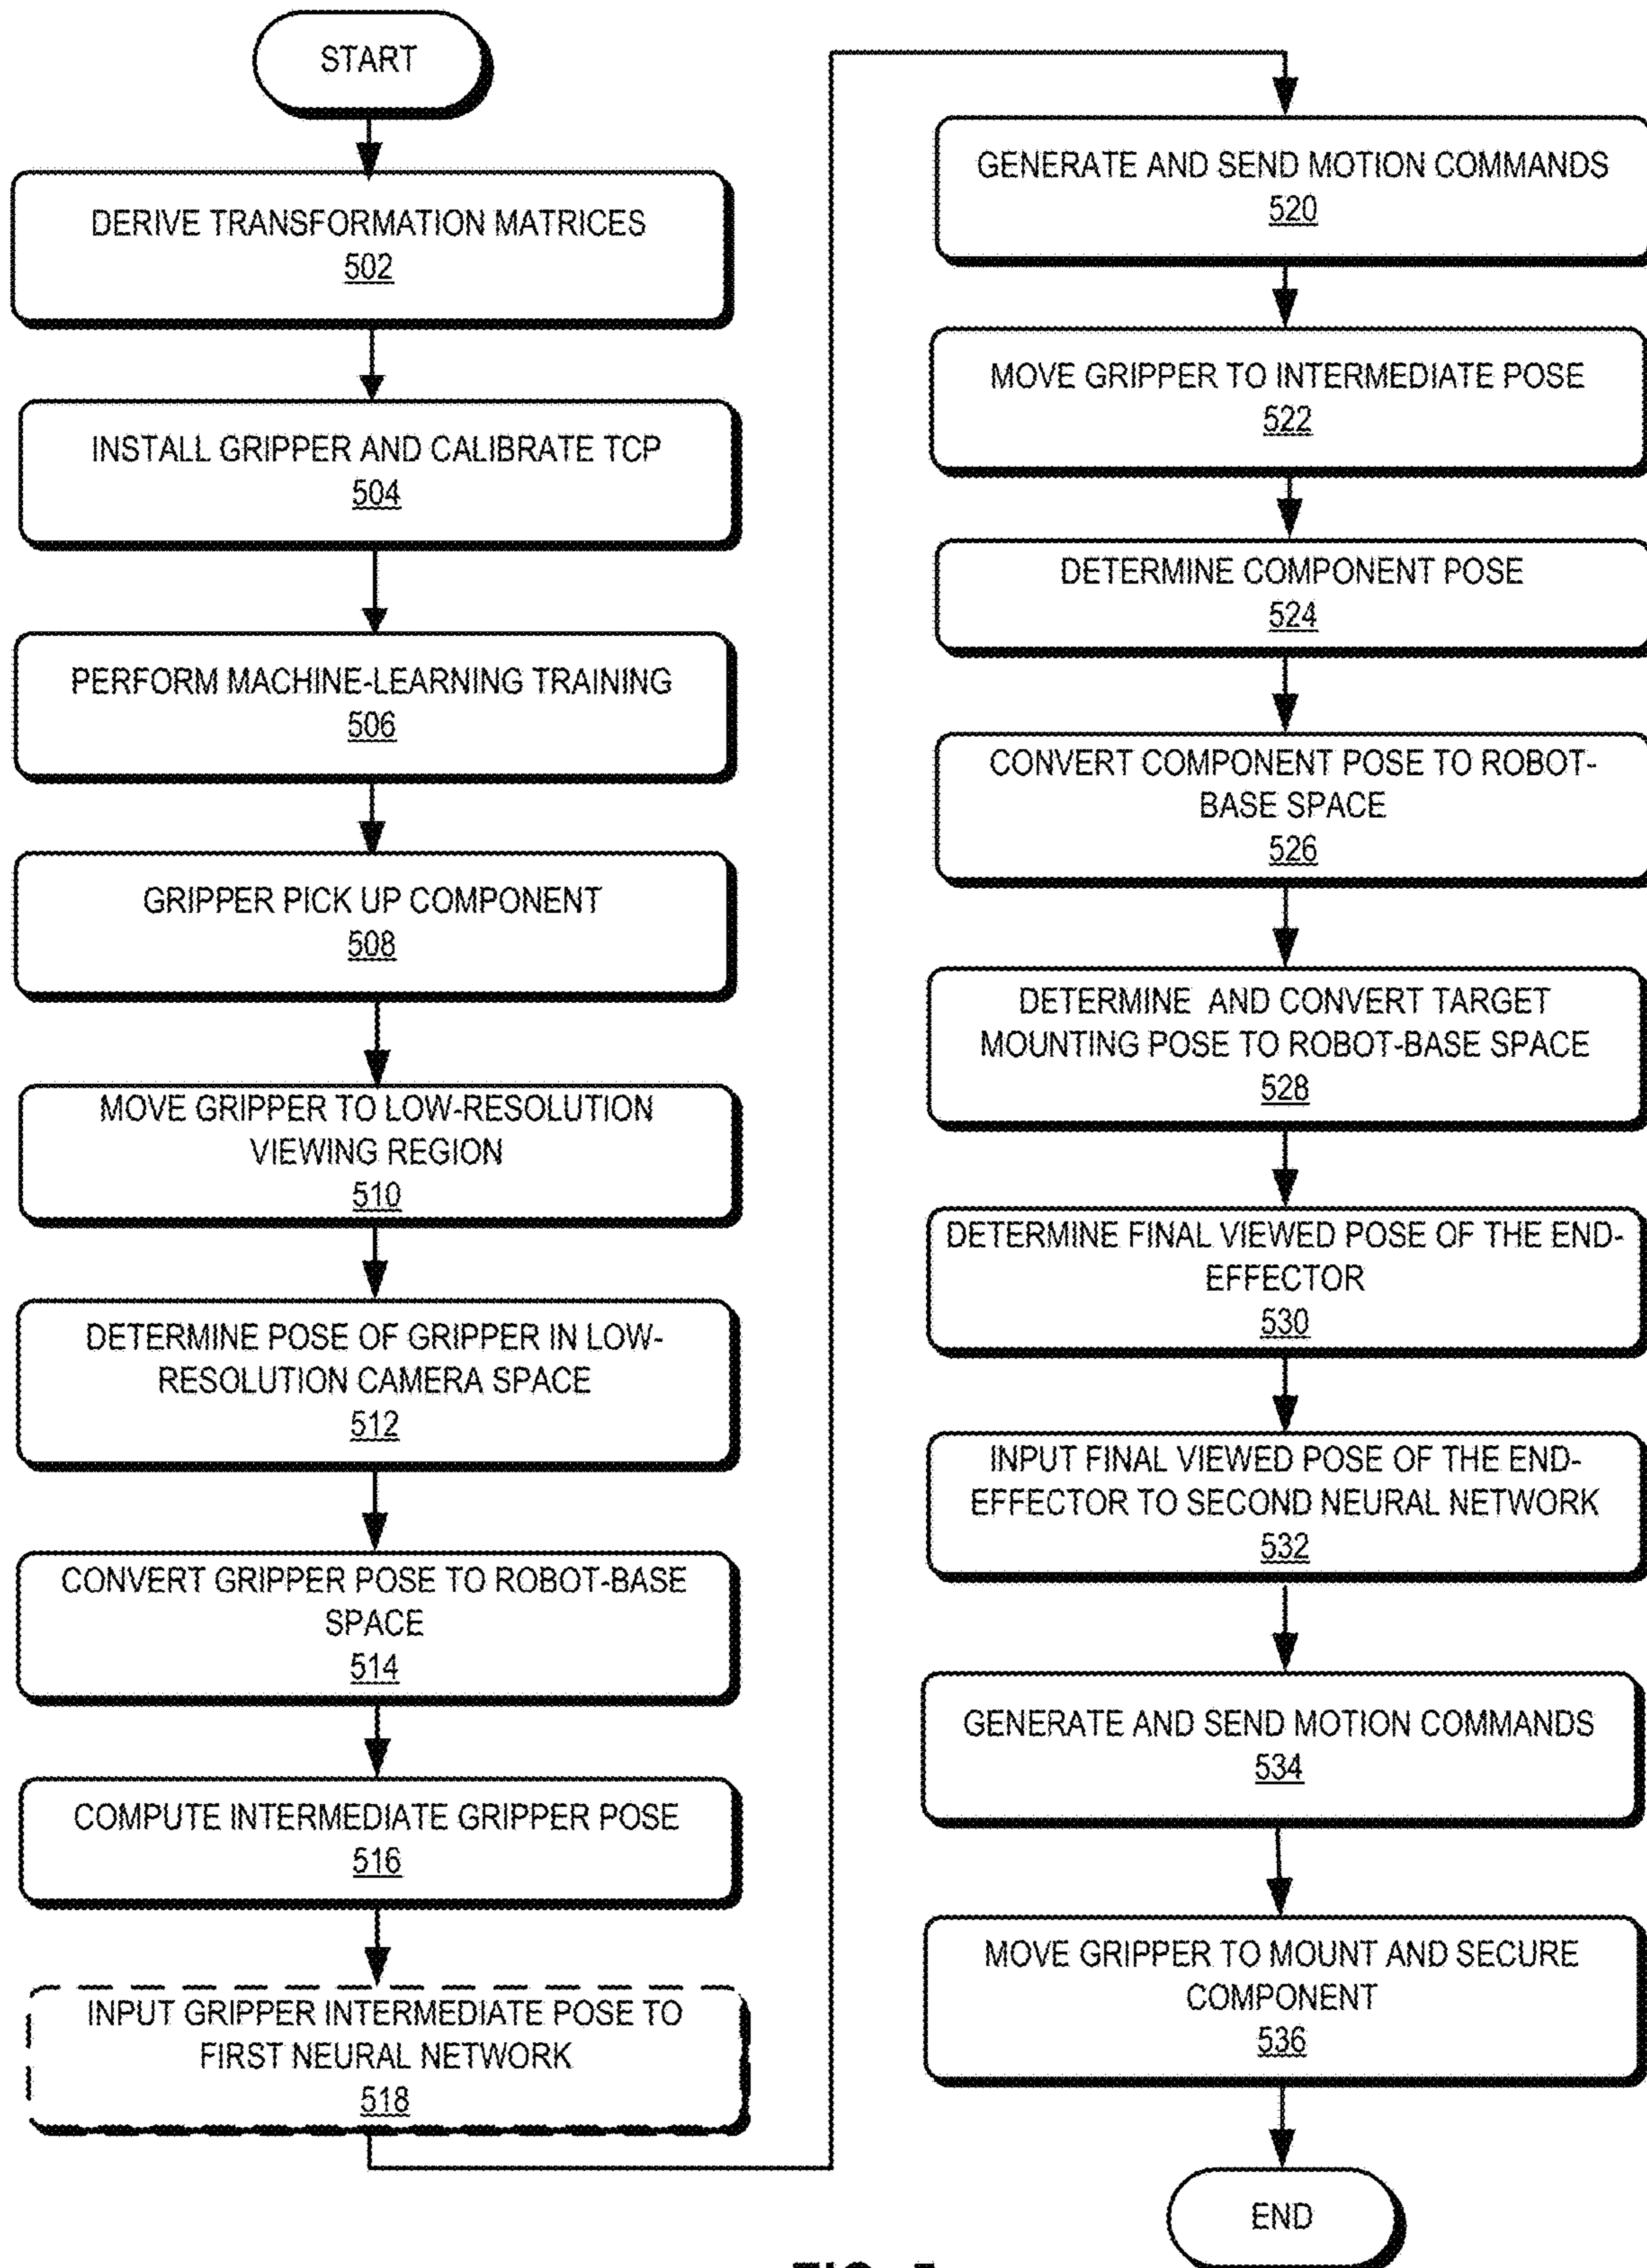 START
DERIVE TRANSFORMATION MATRICES
502
INSTALL GRIPPER AND CALIBRATE TCP
504
PERFORM MACHINE-LEARNING TRAINING
506
GRIPPER PICK UP COMPONENT
508
MOVE GRIPPER TO LOW-RESOLUTION
VIEWING REGION
510
DETERMINE POSE OF GRIPPER IN LOW-
RESOLUTION CAMERA SPACE
512
CONVERT GRIPPER POSE TO ROBOT-BASE
SPACE
514
COMPUTE INTERMEDIATE GRIPPER POSE
516
INPUT GRIPPER INTERMEDIATE POSE TO
FIRST NEURAL NETWORK
518
GENERATE AND SEND MOTION COMMANDS
520
MOVE GRIPPER TO INTERMEDIATE POSE
522
DETERMINE COMPONENT POSE
524
CONVERT COMPONENT POSE TO ROBOT-
BASE SPACE
526
DETERMINE AND CONVERT TARGET
MOUNTING POSE TO ROBOT-BASE SPACE
528
DETERMINE FINAL VIEWED POSE OF THE END-
EFFECTOR
530
INPUT FINAL VIEWED POSE OF THE END-
EFFECTOR TO SECOND NEURAL NETWORK
532
GENERATE AND SEND MOTION COMMANDS
534
MOVE GRIPPER TO MOUNT AND SECURE
COMPONENT
536
END